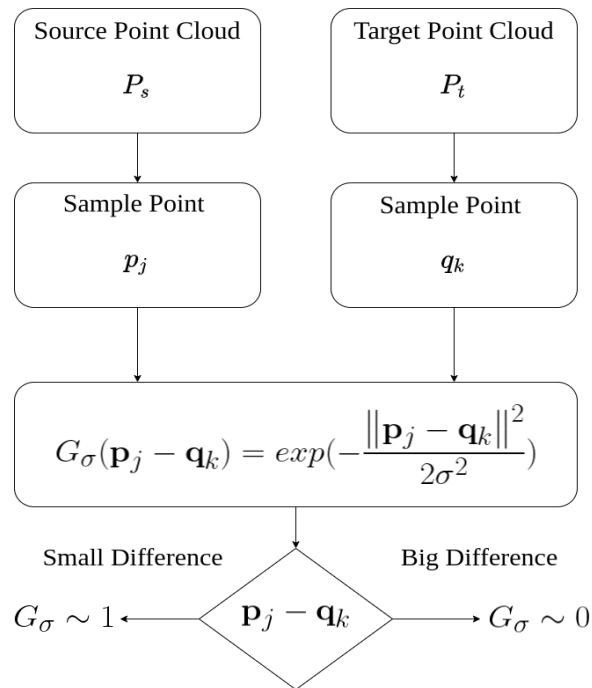 Source Point Cloud
P_s
Target Point Cloud
P_t
Sample Point
p_j
Sample Point
q_k
G_σ(p_j − q_k) = exp(−‖p_j − q_k‖² / 2σ²)
Small Difference
Big Difference
G_σ ∼ 1
p_j − q_k
G_σ ∼ 0